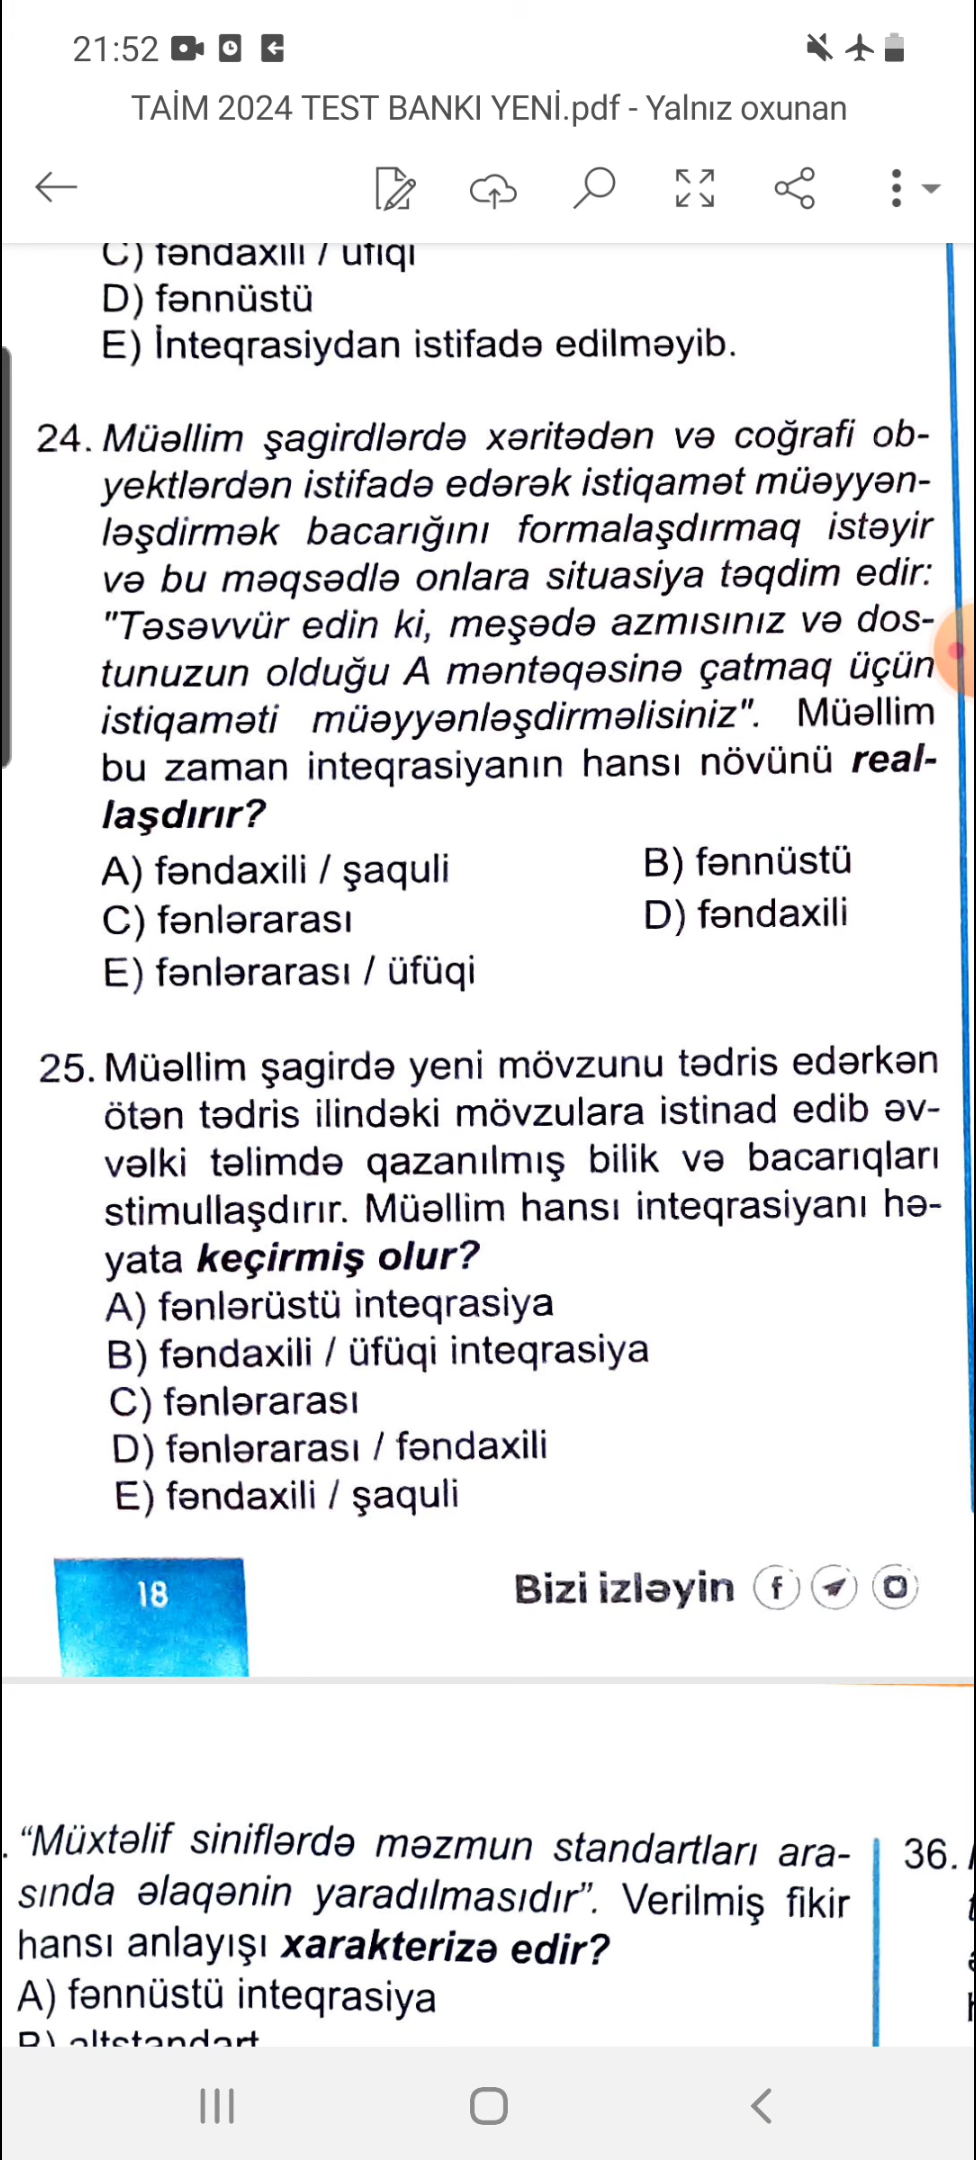 21:52
TAİM 2024 TEST BANKI YENİ.pdf - Yalnız oxunan
C) fəndaxili / üfiqi
D) fənnüstü
E) İnteqrasiydan istifadə edilməyib.
24. Müəllim şagirdlərdə xəritədən və coğrafi ob-
yektlərdən istifadə edərək istiqamət müəyyən-
ləşdirmək bacarığını formalaşdırmaq istəyir
və bu məqsədlə onlara situasiya təqdim edir:
"Təsəvvür edin ki, meşədə azmısınız və dos-
tunuzun olduğu A məntəqəsinə çatmaq üçün
istiqaməti müəyyənləşdirməlisiniz". Müəllim
bu zaman inteqrasiyanın hansı növünü real-
laşdırır?
A) fəndaxili / şaquli B) fənnüstü
C) fənlərarası D) fəndaxili
E) fənlərarası / üfüqi
25. Müəllim şagirdə yeni mövzunu tədris edərkən
ötən tədris ilindəki mövzulara istinad edib əv-
vəlki təlimdə qazanılmış bilik və bacarıqları
stimullaşdırır. Müəllim hansı inteqrasiyanı hə-
yata keçirmiş olur?
A) fənlərüstü inteqrasiya
B) fəndaxili / üfüqi inteqrasiya
C) fənlərarası
D) fənlərarası / fəndaxili
E) fəndaxili / şaquli
18 Bizi izləyin
. “Müxtəlif siniflərdə məzmun standartları ara-
sında əlaqənin yaradılmasıdır”. Verilmiş fikir
hansı anlayışı xarakterizə edir?
A) fənnüstü inteqrasiya
B) altstandart
36.